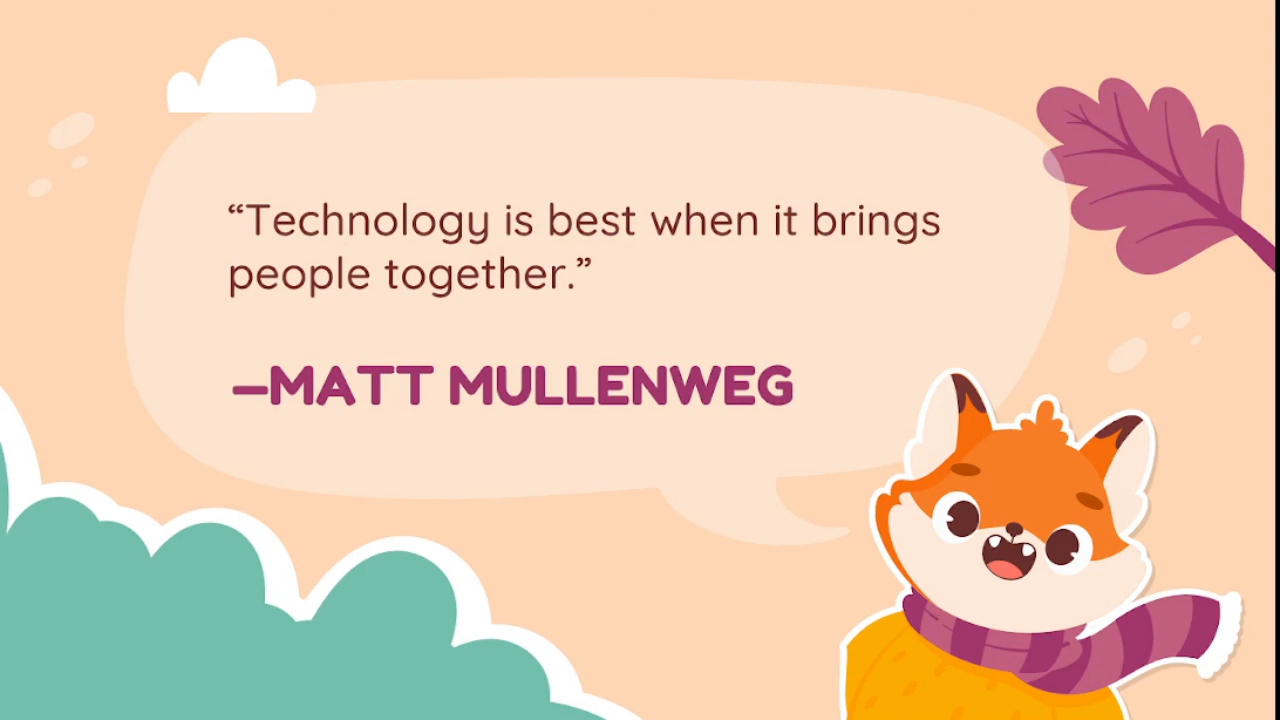 “Technology is best when it brings
people together.”
–MATT MULLENWEG